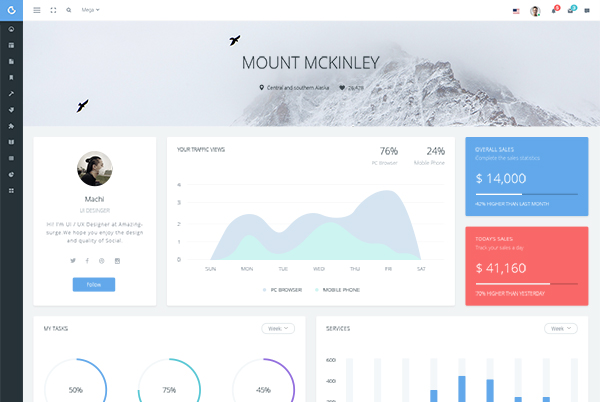 Mega
8
MOUNT MCKINLEY
Central and southern Alaska
26,428
Machi
UI DESINGER
Hi! I'm UI / UX Designer at Amazing-
surge.We hope you enjoy the design
and quality of Social.
Follow
YOUR TRAFFIC VIEWS
76%
PC Browser
24%
Mobile Phone
4
3
2
1
0
SUN MON TUE WED THU FRI SAT
PC BROWSER MOBILE PHONE
OVERALL SALES
Complete the sales statistics
$ 14,000
40% HIGHER THAN LAST MONTH
TODAY'S SALES
Track your sales a day
$ 41,160
70% HIGHER THAN YESTERDAY
MY TASKS
Week
50%
75%
45%
SERVICES
Week
600
400